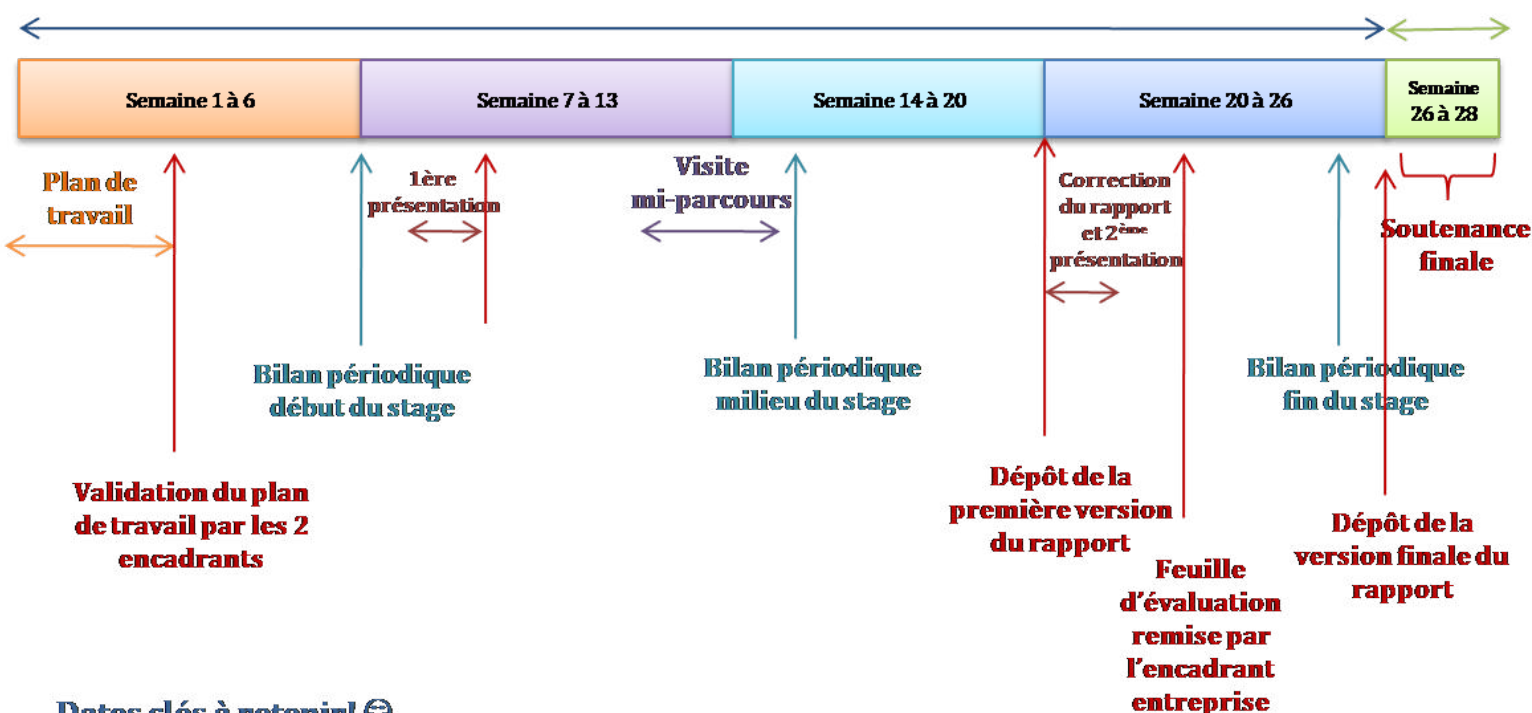 Semaine 1 à 6
Semaine 7 à 13
Semaine 14 à 20
Semaine 20 à 26
Semaine
26 à 28
Plan de
travail
1ère
présentation
Visite
mi-parcours
Correction
du rapport
et 2ème
présentation
Soutenance
finale
Bilan périodique
début du stage
Bilan périodique
milieu du stage
Bilan périodique
fin du stage
Validation du plan
de travail par les 2
encadrants
Dépôt de la
première version
du rapport
Feuille
d'évaluation
remise par
l'encadrant
entreprise
Dépôt de la
version finale du
rapport
Dates clés à retenir!